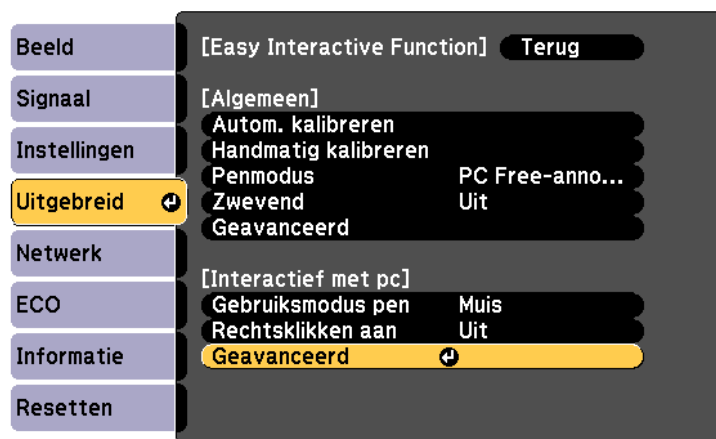 Beeld
Signaal
Instellingen
Uitgebreid
Netwerk
ECO
Informatie
Resetten
[Easy Interactive Function] Terug
[Algemeen]
Autom. kalibreren
Handmatig kalibreren
Penmodus PC Free-anno...
Zwevend Uit
Geavanceerd
[Interactief met pc]
Gebruiksmodus pen Muis
Rechtsklikken aan Uit
Geavanceerd